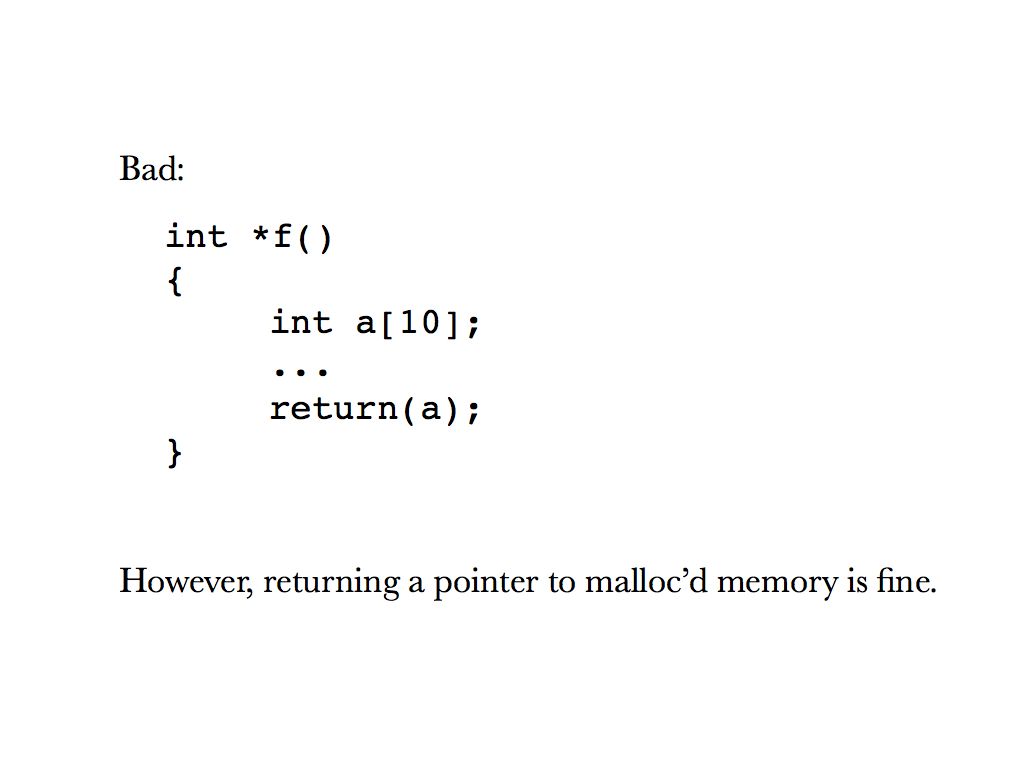 Bad:
int *f()
{
int a[10];
...
return(a);
}
However, returning a pointer to malloc’d memory is fine.